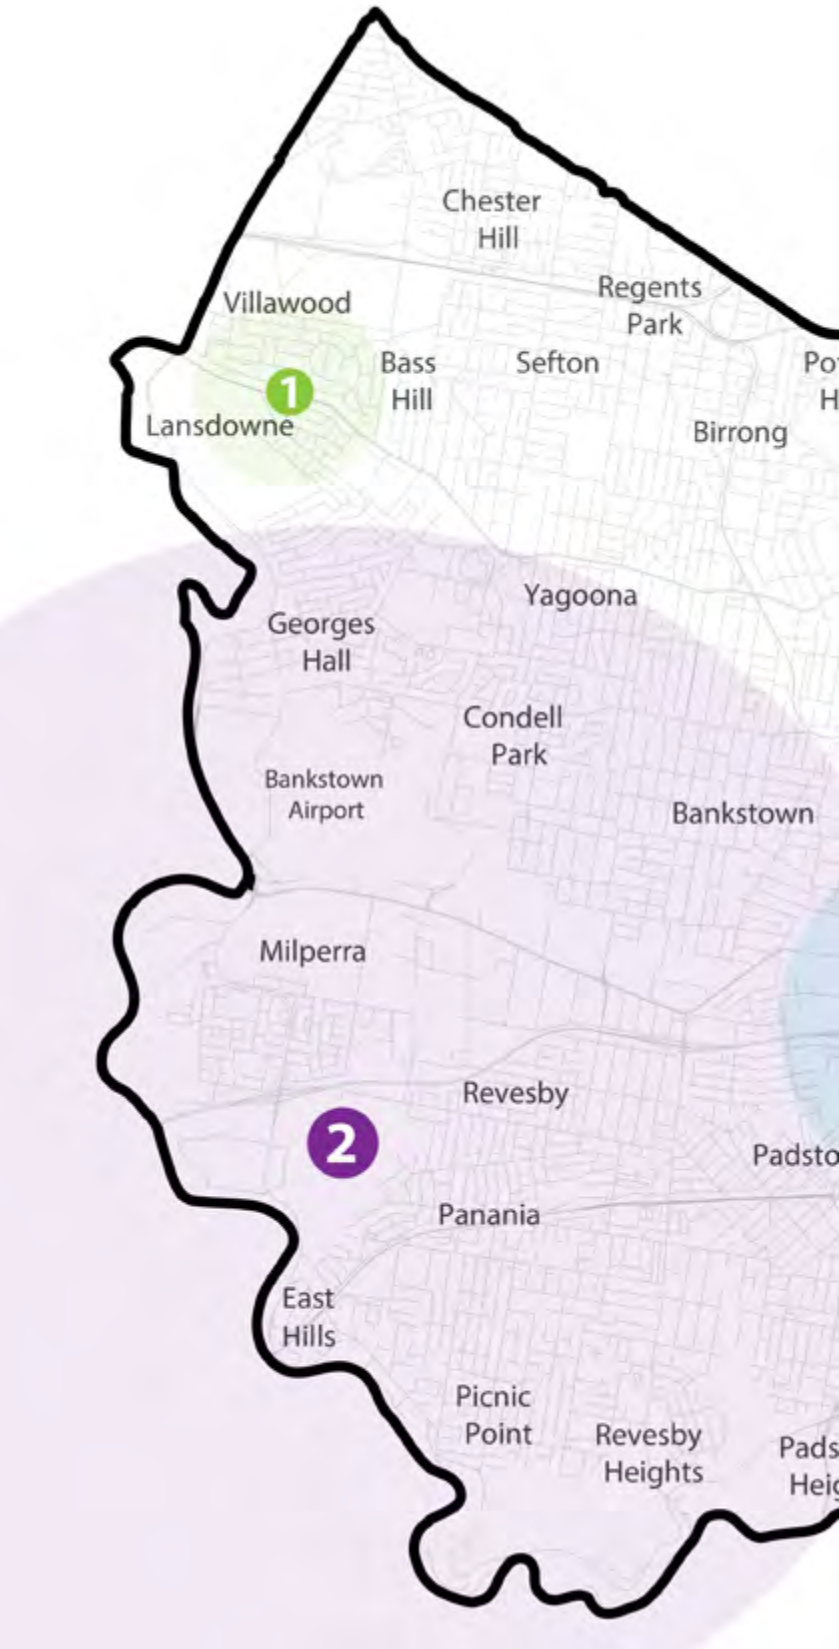 Chester
Hill
Regents
Park
Villawood
Bass
Hill
Sefton
1
Lansdowne
Birrong
Yagoona
Georges
Hall
Condell
Park
Bankstown
Airport
Bankstown
Milperra
Revesby
2
Panania
East
Hills
Picnic
Point
Revesby
Heights